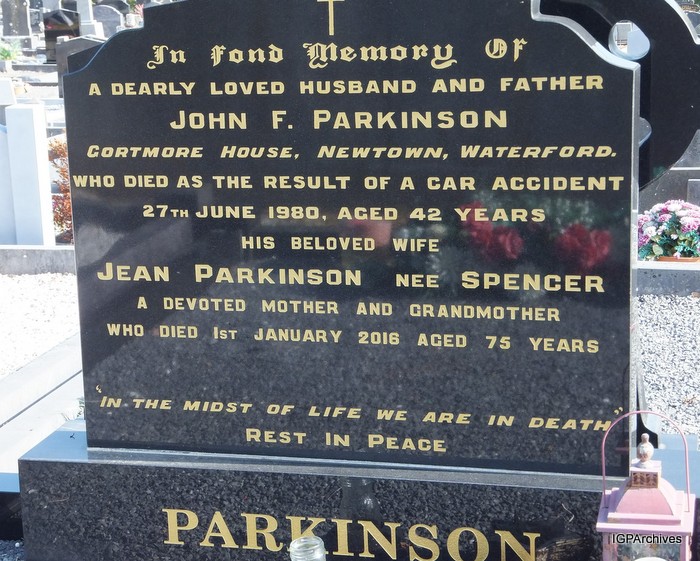 In Fond Memory Of
A DEARLY LOVED HUSBAND AND FATHER
JOHN F. PARKINSON
GORTMORE HOUSE, NEWTOWN, WATERFORD.
WHO DIED AS THE RESULT OF A CAR ACCIDENT
27TH JUNE 1980, AGED 42 YEARS
HIS BELOVED WIFE
JEAN PARKINSON NEE SPENCER
A DEVOTED MOTHER AND GRANDMOTHER
WHO DIED 1ST JANUARY 2016 AGED 75 YEARS
"IN THE MIDST OF LIFE WE ARE IN DEATH"
REST IN PEACE
PARKINSON
IGPArchives